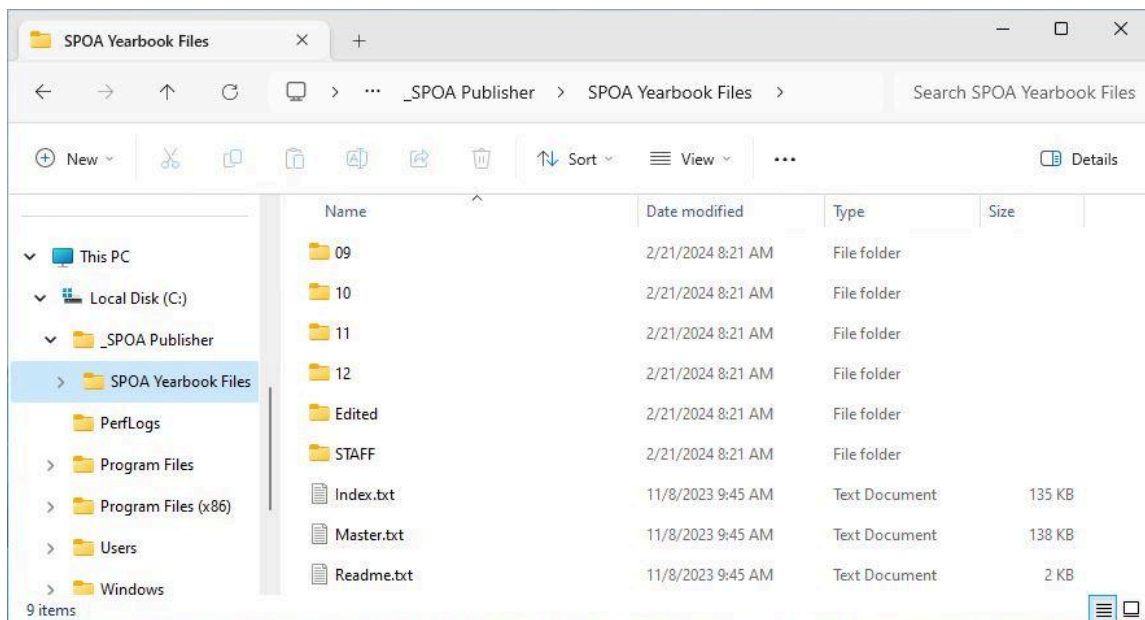 SPOA Yearbook Files
··· _SPOA Publisher > SPOA Yearbook Files > Search SPOA Yearbook Files
New Sort View ··· Details
Name Date modified Type Size
This PC
Local Disk (C:)
_SPOA Publisher
SPOA Yearbook Files
PerfLogs
Program Files
Program Files (x86)
Users
Windows
09 2/21/2024 8:21 AM File folder
10 2/21/2024 8:21 AM File folder
11 2/21/2024 8:21 AM File folder
12 2/21/2024 8:21 AM File folder
Edited 2/21/2024 8:21 AM File folder
STAFF 2/21/2024 8:21 AM File folder
Index.txt 11/8/2023 9:45 AM Text Document 135 KB
Master.txt 11/8/2023 9:45 AM Text Document 138 KB
Readme.txt 11/8/2023 9:45 AM Text Document 2 KB
9 items